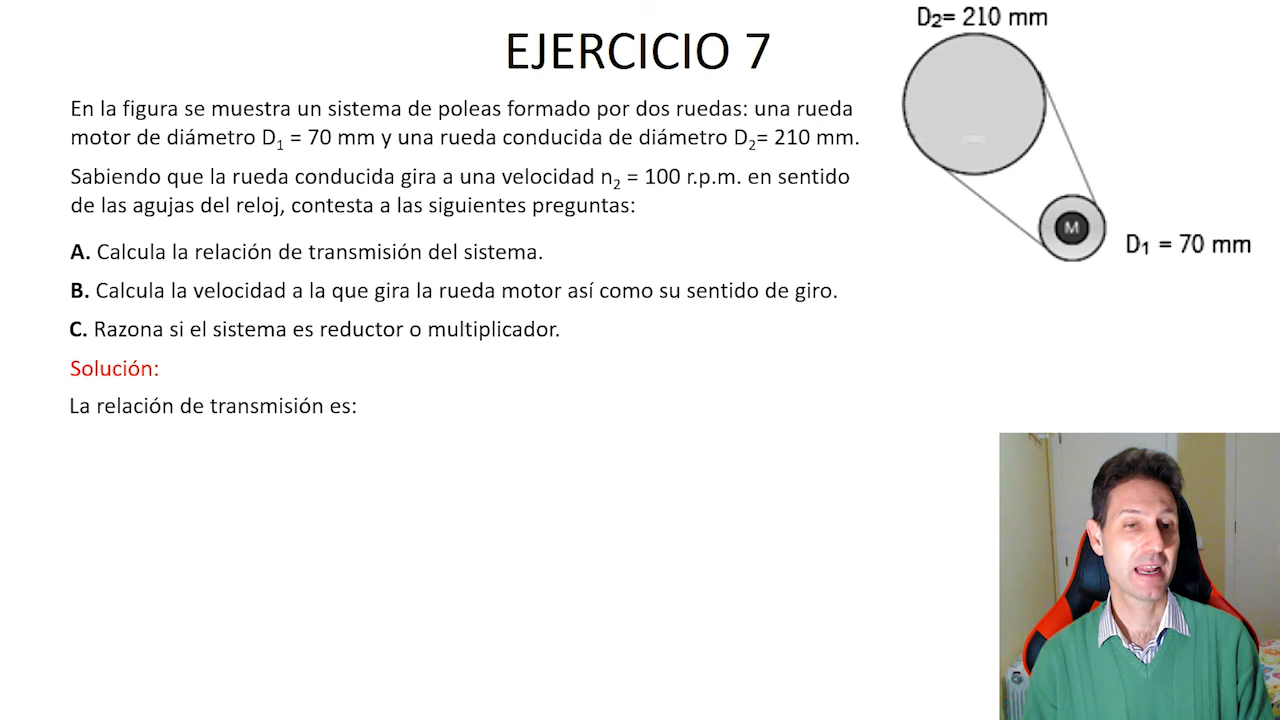 D₂= 210 mm
EJERCICIO 7
En la figura se muestra un sistema de poleas formado por dos ruedas: una rueda
motor de diámetro D₁ = 70 mm y una rueda conducida de diámetro D₂= 210 mm.
Sabiendo que la rueda conducida gira a una velocidad n₂ = 100 r.p.m. en sentido
de las agujas del reloj, contesta a las siguientes preguntas:
M
D₁ = 70 mm
A. Calcula la relación de transmisión del sistema.
B. Calcula la velocidad a la que gira la rueda motor así como su sentido de giro.
C. Razona si el sistema es reductor o multiplicador.
Solución:
La relación de transmisión es: